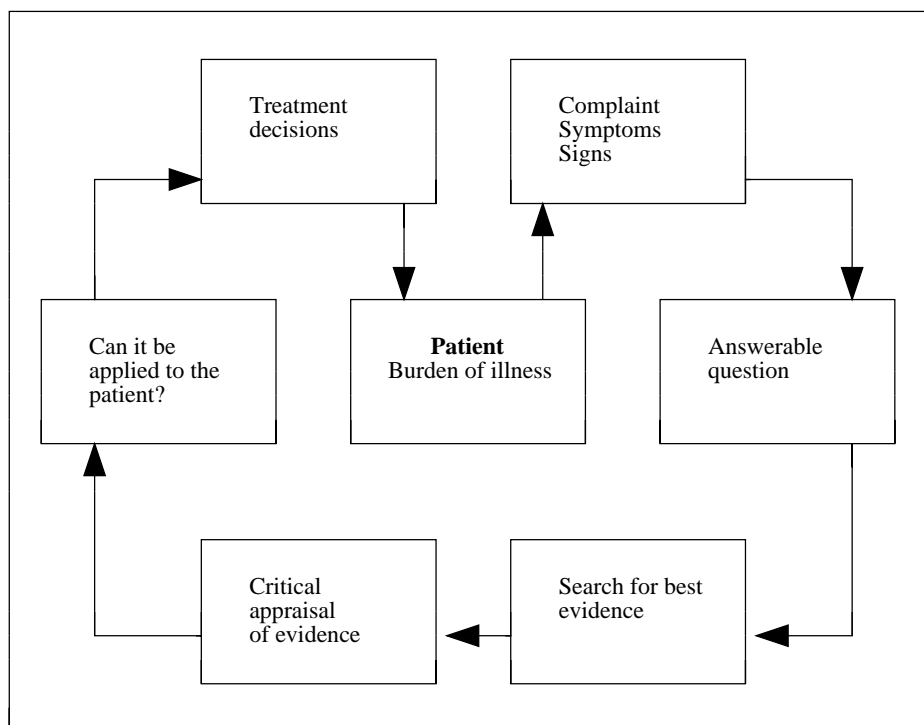 Treatment
decisions
Complaint
Symptoms
Signs
Can it be
applied to the
patient?
Patient
Burden of illness
Answerable
question
Critical
appraisal
of evidence
Search for best
evidence